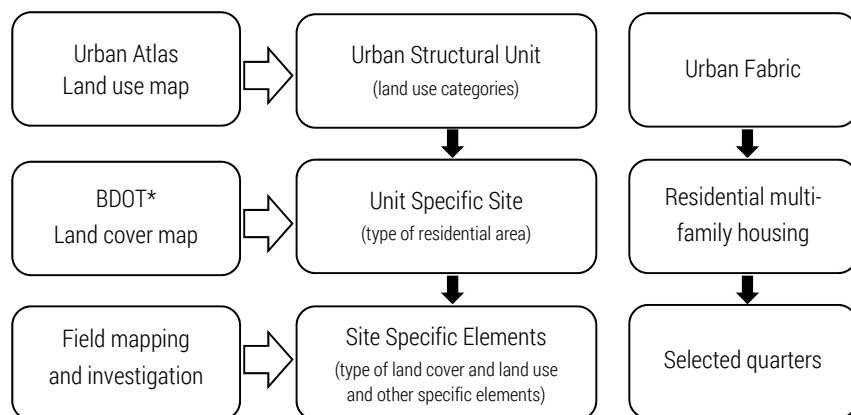 Urban Atlas
Land use map
Urban Structural Unit
(land use categories)
Urban Fabric
BDOT*
Land cover map
Unit Specific Site
(type of residential area)
Residential multi-
family housing
Field mapping
and investigation
Site Specific Elements
(type of land cover and land use
and other specific elements)
Selected quarters